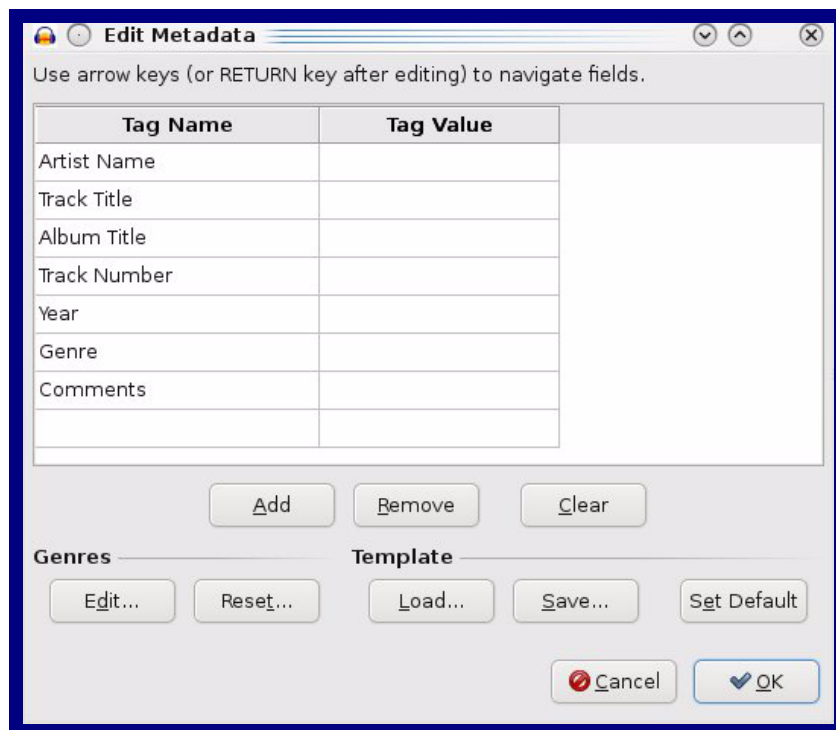 Edit Metadata
Use arrow keys (or RETURN key after editing) to navigate fields.
Tag Name Tag Value
Artist Name
Track Title
Album Title
Track Number
Year
Genre
Comments
Add Remove Clear
Genres Template
Edit... Reset... Load... Save... Set Default
Cancel OK